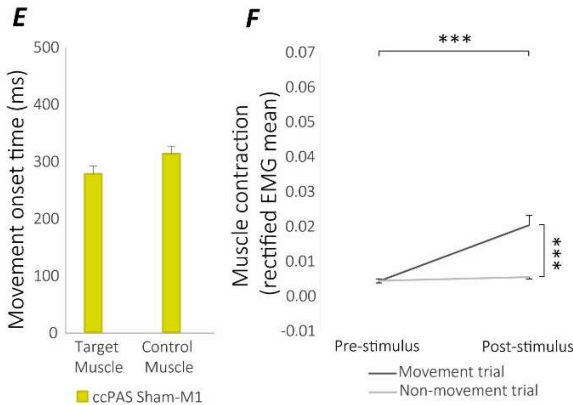 E
Movement onset time (ms)
500
400
300
200
100
0
Target
Muscle
Control
Muscle
ccPAS Sham-M1
F
Muscle contraction
(rectified EMG mean)
0.07
0.06
0.05
0.04
0.03
0.02
0.01
0.00
-0.01
***
***
Pre-stimulus
Post-stimulus
Movement trial
Non-movement trial